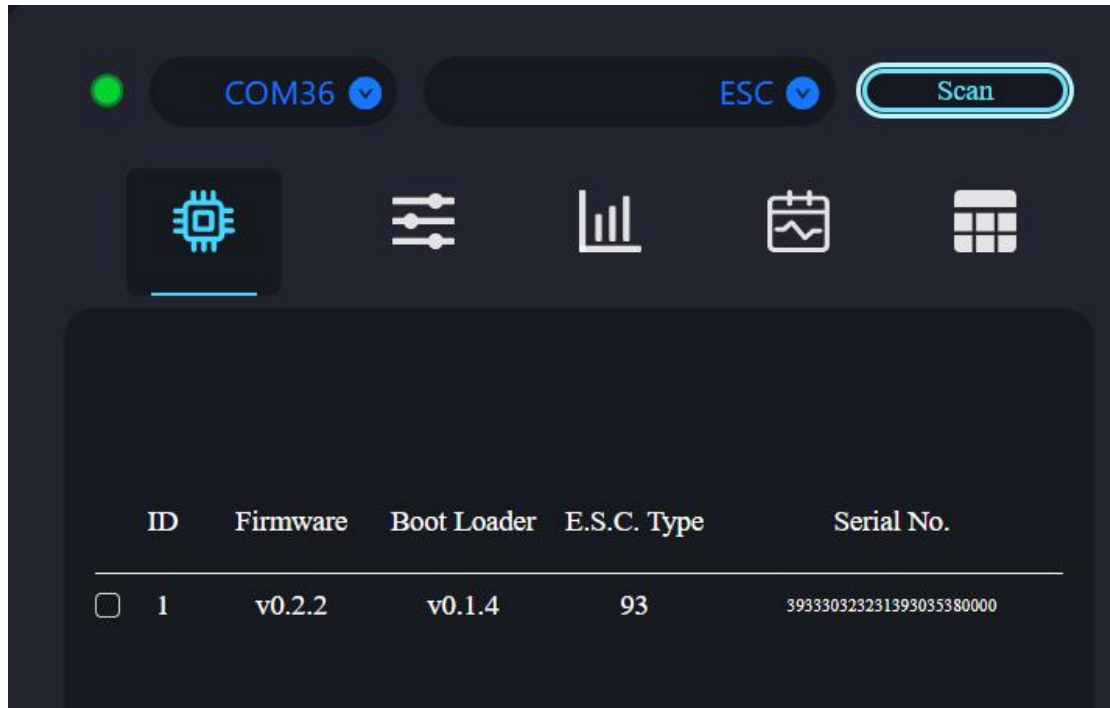 COM36 ESC Scan
ID Firmware Boot Loader E.S.C. Type Serial No.
1 v0.2.2 v0.1.4 93 393330323231393035380000